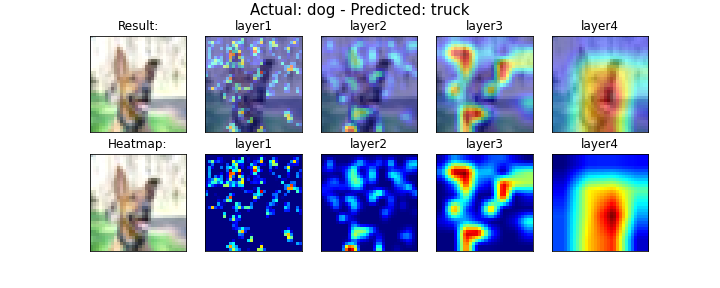 Actual: dog - Predicted: truck
Result: layer1 layer2 layer3 layer4
Heatmap: layer1 layer2 layer3 layer4